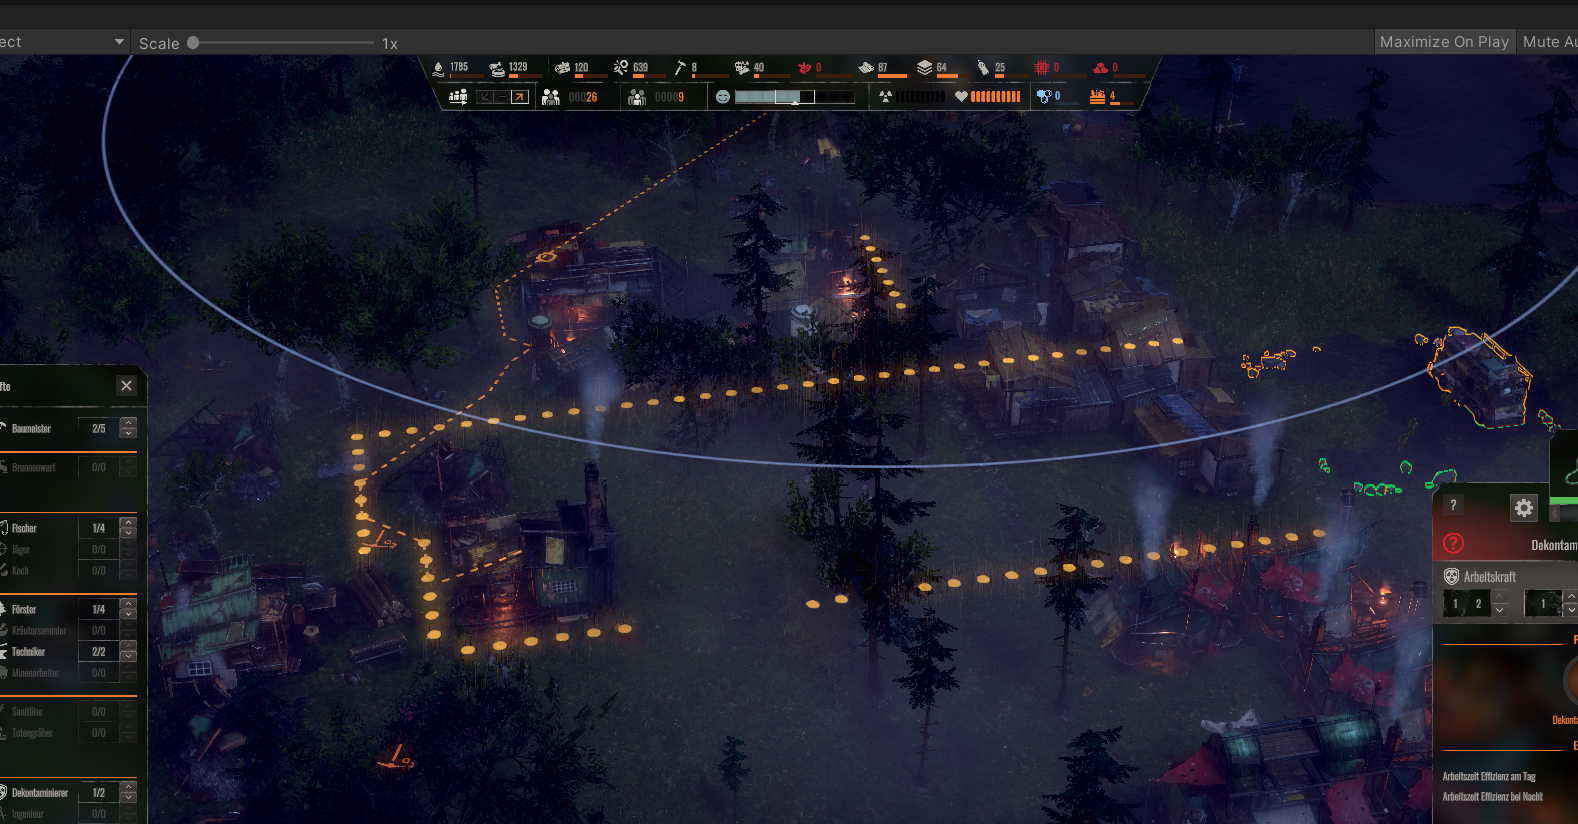 ect
Scale
1x
Maximize On Play
Mute Au
1785
1329
120
639
8
40
0
87
64
25
0
0
00026
00009
0
4
fte
Baumeister 2/5
Brunnenwart 0/0
Fischer 1/4
Jäger 0/0
Koch 0/0
Förster 1/4
Kräutersammler 0/0
Techniker 2/2
Minenarbeiter 0/0
Sanitäter 0/0
Totengräber 0/0
Dekontaminierer 1/2
Ingenieur 0/0
?
?
Dekontam
Arbeitskraft
1 2
1
P
Dekonta
E
Arbeitszeit Effizienz am Tag
Arbeitszeit Effizienz bei Nacht